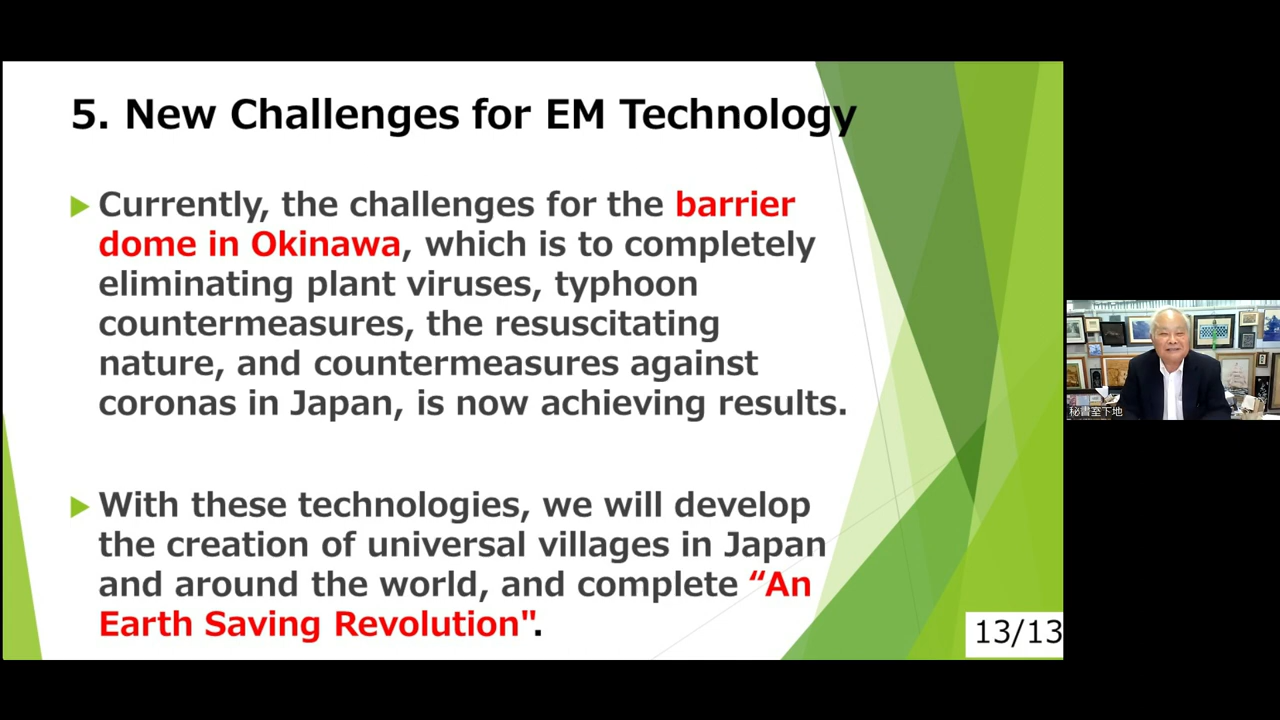 5. New Challenges for EM Technology
Currently, the challenges for the barrier
dome in Okinawa, which is to completely
eliminating plant viruses, typhoon
countermeasures, the resuscitating
nature, and countermeasures against
coronas in Japan, is now achieving results.
With these technologies, we will develop
the creation of universal villages in Japan
and around the world, and complete “An
Earth Saving Revolution".
13/13
秘書室下地